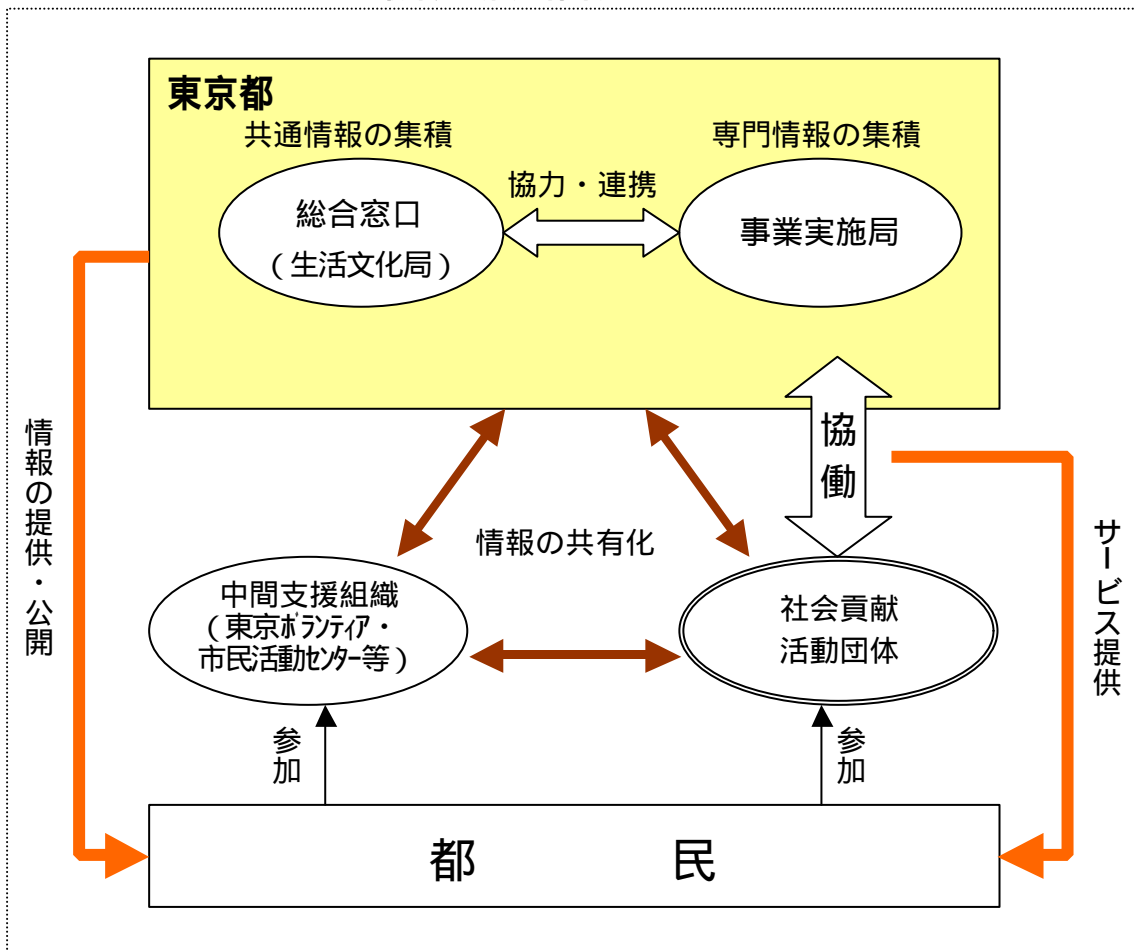 東京都
共通情報の集積
専門情報の集積
協力・連携
総合窓口
（生活文化局）
事業実施局
協働
情報の提供・公開
サービス提供
情報の共有化
中間支援組織
（東京ﾎﾞﾗﾝﾃｨｱ・
市民活動ｾﾝﾀｰ等）
社会貢献
活動団体
参加
参加
都　民